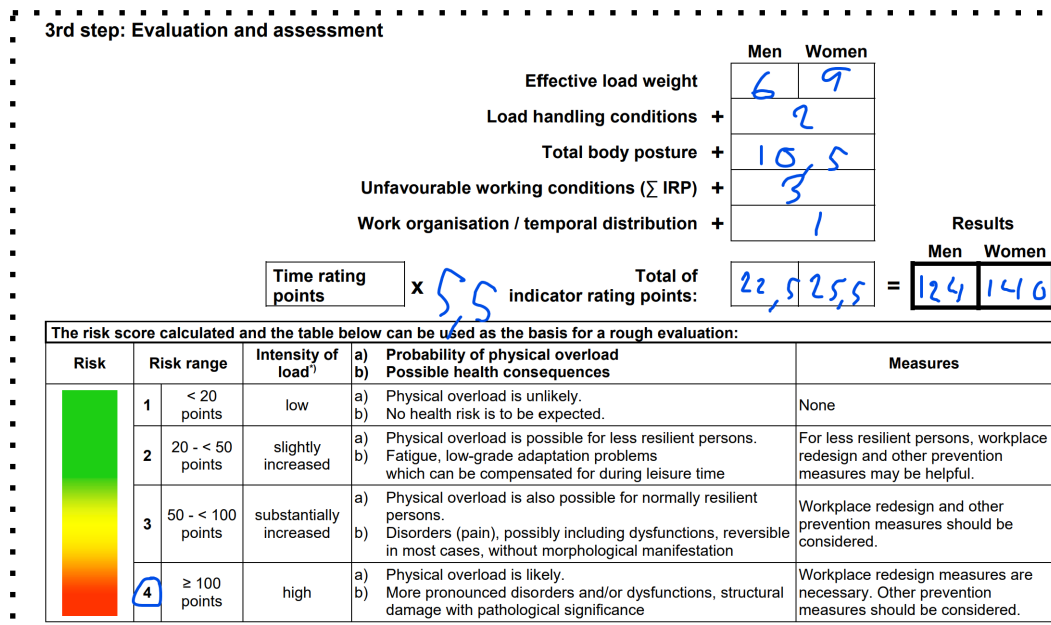 3rd step: Evaluation and assessment
Men Women
Effective load weight 6 9
Load handling conditions + 2
Total body posture + 10,5
Unfavourable working conditions (∑ IRP) + 3
Work organisation / temporal distribution + 1
Results
Men Women
Time rating points x 5,5 Total of indicator rating points: 22,5 25,5 = 124 140
The risk score calculated and the table below can be used as the basis for a rough evaluation:
Risk Risk range Intensity of load*) a) Probability of physical overload b) Possible health consequences Measures
1 < 20 points low a) Physical overload is unlikely.
b) No health risk is to be expected. None
2 20 - < 50 points slightly increased a) Physical overload is possible for less resilient persons.
b) Fatigue, low-grade adaptation problems
which can be compensated for during leisure time
For less resilient persons, workplace
redesign and other prevention
measures may be helpful.
3 50 - < 100 points substantially increased a) Physical overload is also possible for normally resilient
persons.
b) Disorders (pain), possibly including dysfunctions, reversible
in most cases, without morphological manifestation
Workplace redesign and other
prevention measures should be
considered.
4 ≥ 100 points high a) Physical overload is likely.
b) More pronounced disorders and/or dysfunctions, structural
damage with pathological significance
Workplace redesign measures are
necessary. Other prevention
measures should be considered.